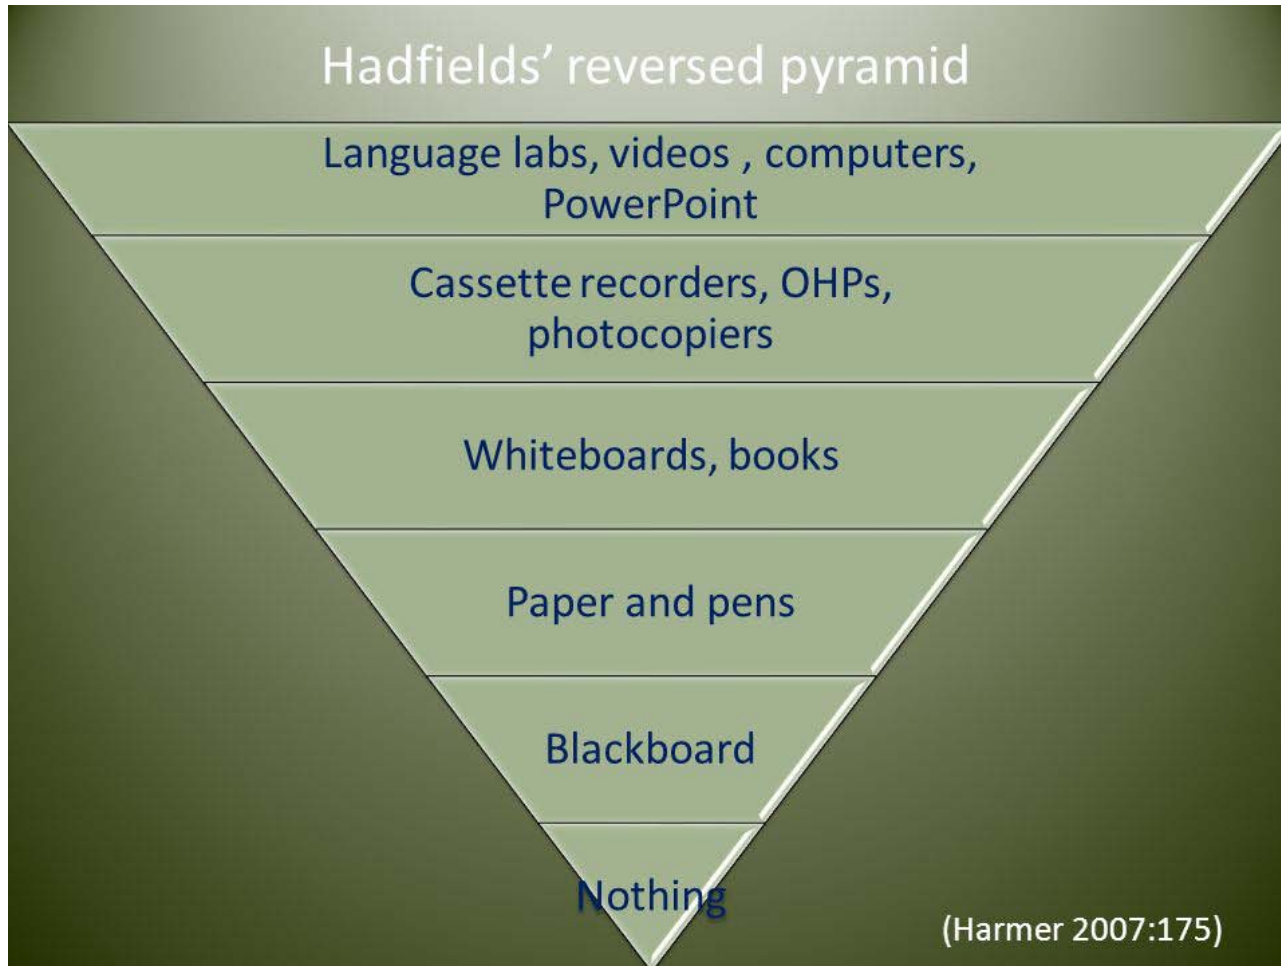 Hadfields’ reversed pyramid
Language labs, videos , computers,
PowerPoint
Cassette recorders, OHPs,
photocopiers
Whiteboards, books
Paper and pens
Blackboard
Nothing
(Harmer 2007:175)